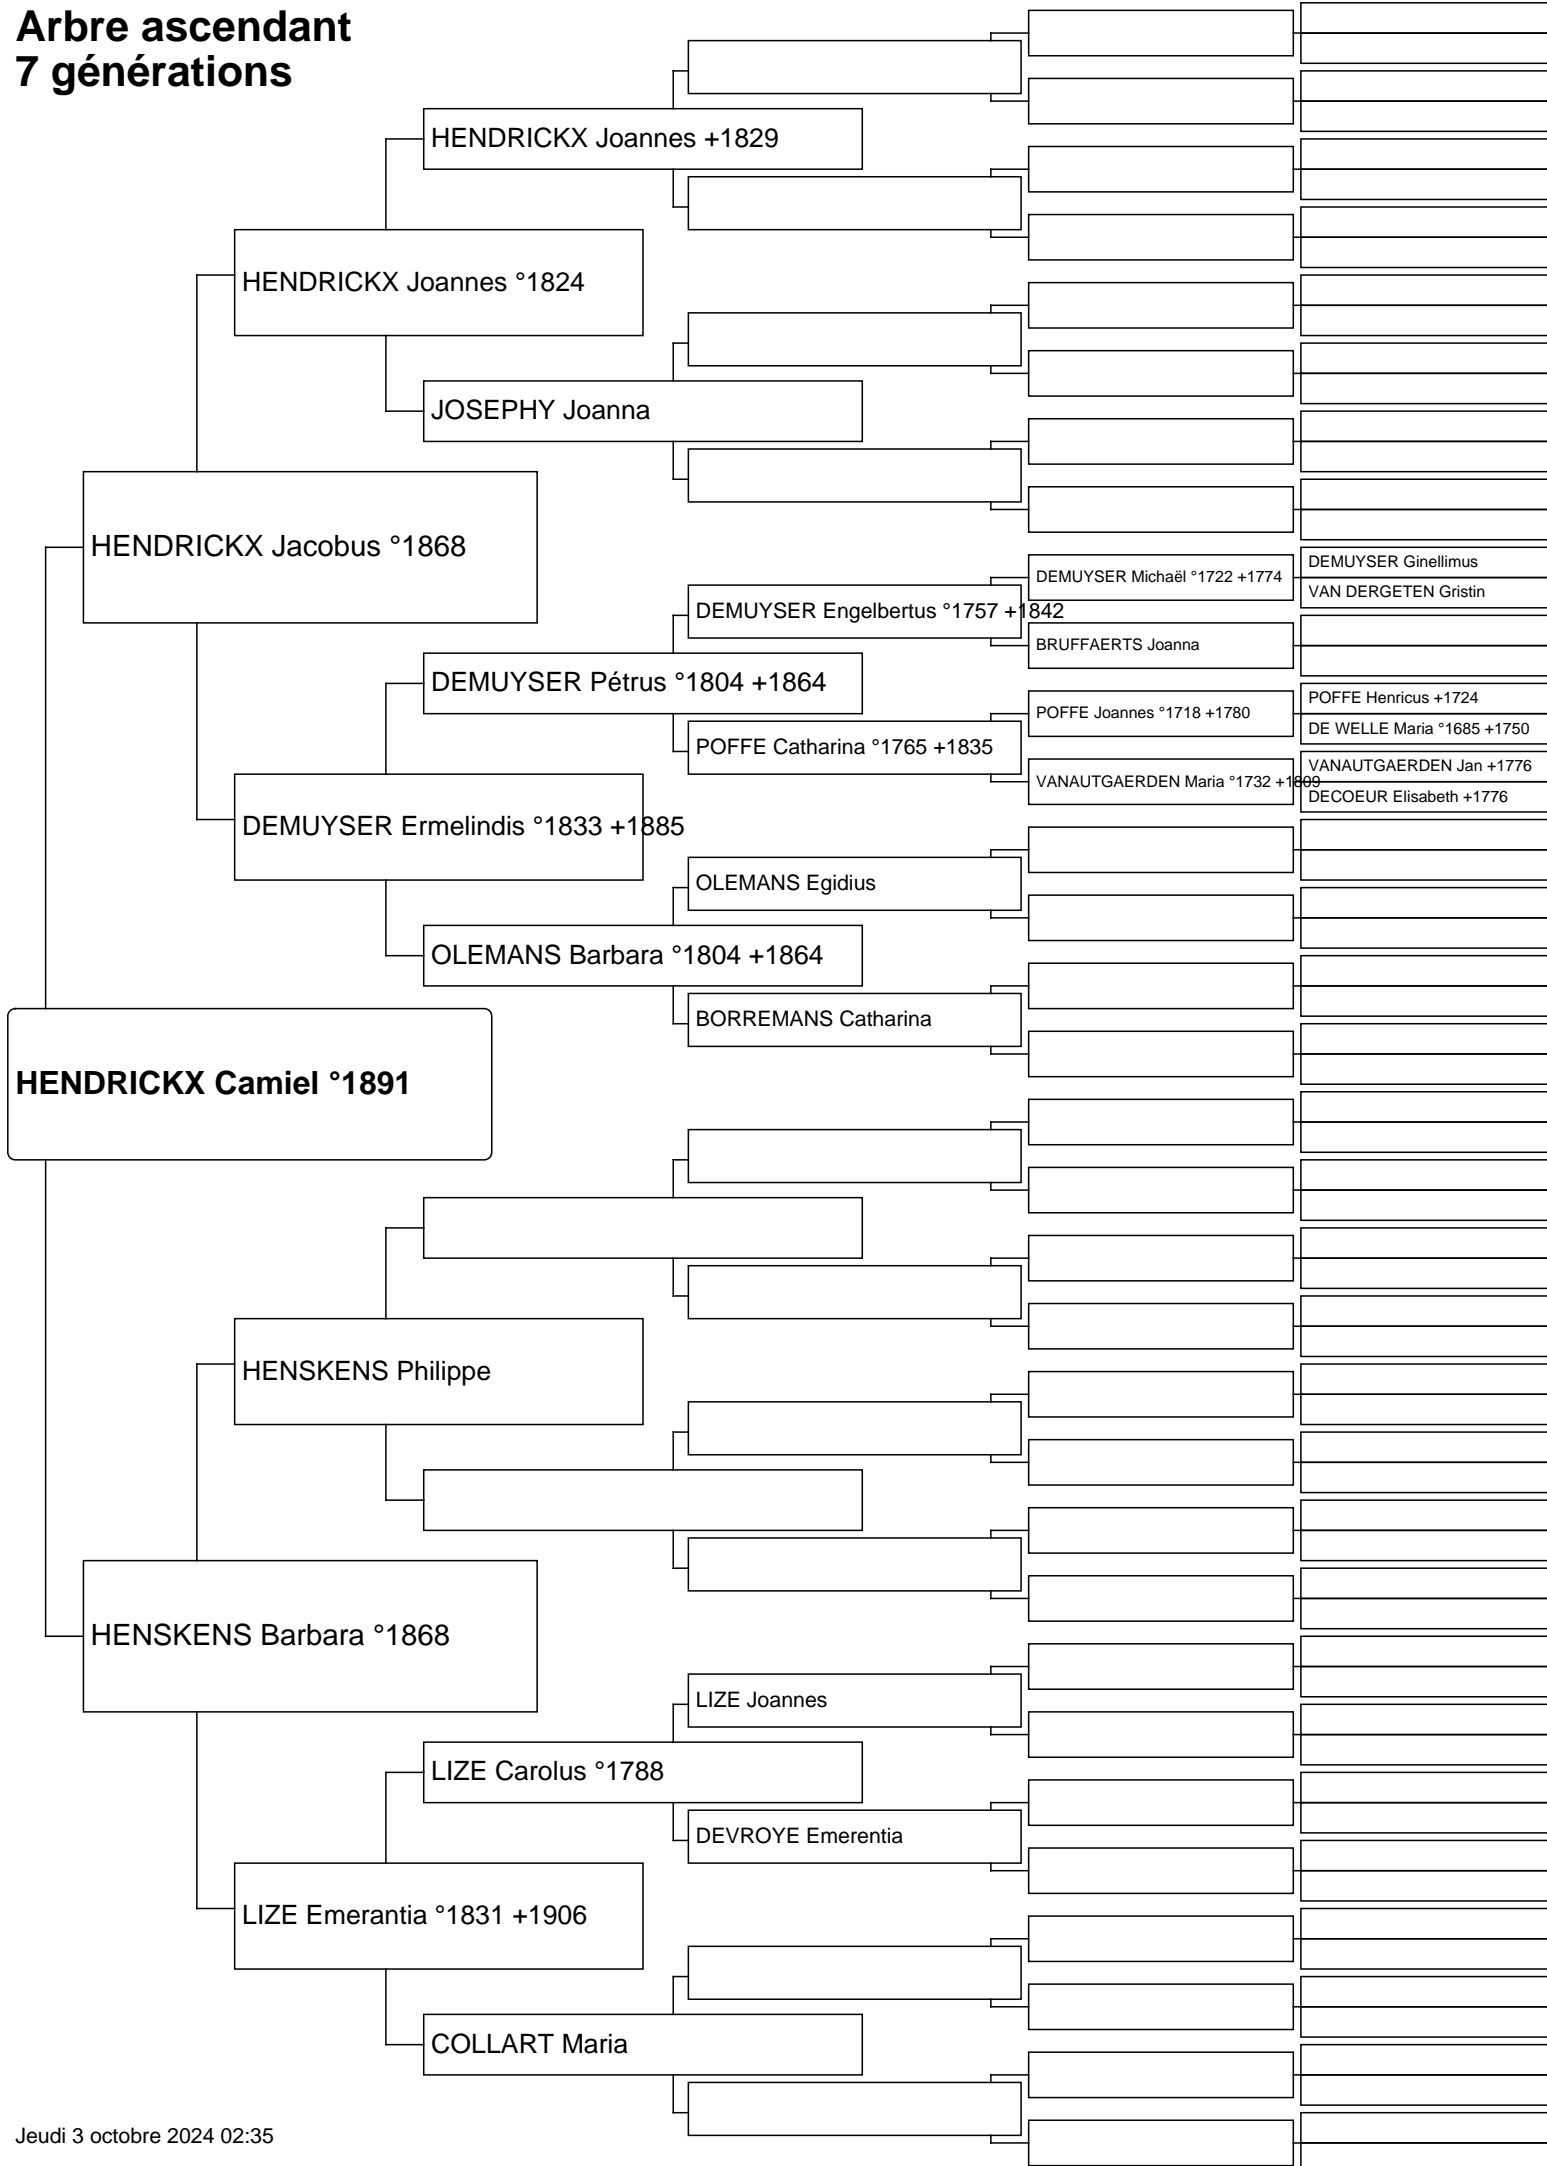 Arbre ascendant
7 générations
HENDRICKX Joannes +1829
HENDRICKX Joannes °1824
JOSEPHY Joanna
HENDRICKX Jacobus °1868
DEMUYSER Ginellimus
DEMUYSER Michaël °1722 +1774
VAN DERGETEN Gristin
DEMUYSER Engelbertus °1757 +1842
BRUFFAERTS Joanna
DEMUYSER Pétrus °1804 +1864
POFFE Henricus +1724
POFFE Joannes °1718 +1780
DE WELLE Maria °1685 +1750
POFFE Catharina °1765 +1835
VANAUTGAERDEN Jan +1776
VANAUTGAERDEN Maria °1732 +1809
DECOEUR Elisabeth +1776
DEMUYSER Ermelindis °1833 +1885
OLEMANS Egidius
OLEMANS Barbara °1804 +1864
BORREMANS Catharina
HENDRICKX Camiel °1891
HENSKENS Philippe
HENSKENS Barbara °1868
LIZE Joannes
LIZE Carolus °1788
DEVROYE Emerentia
LIZE Emerantia °1831 +1906
COLLART Maria
Jeudi 3 octobre 2024 02:35